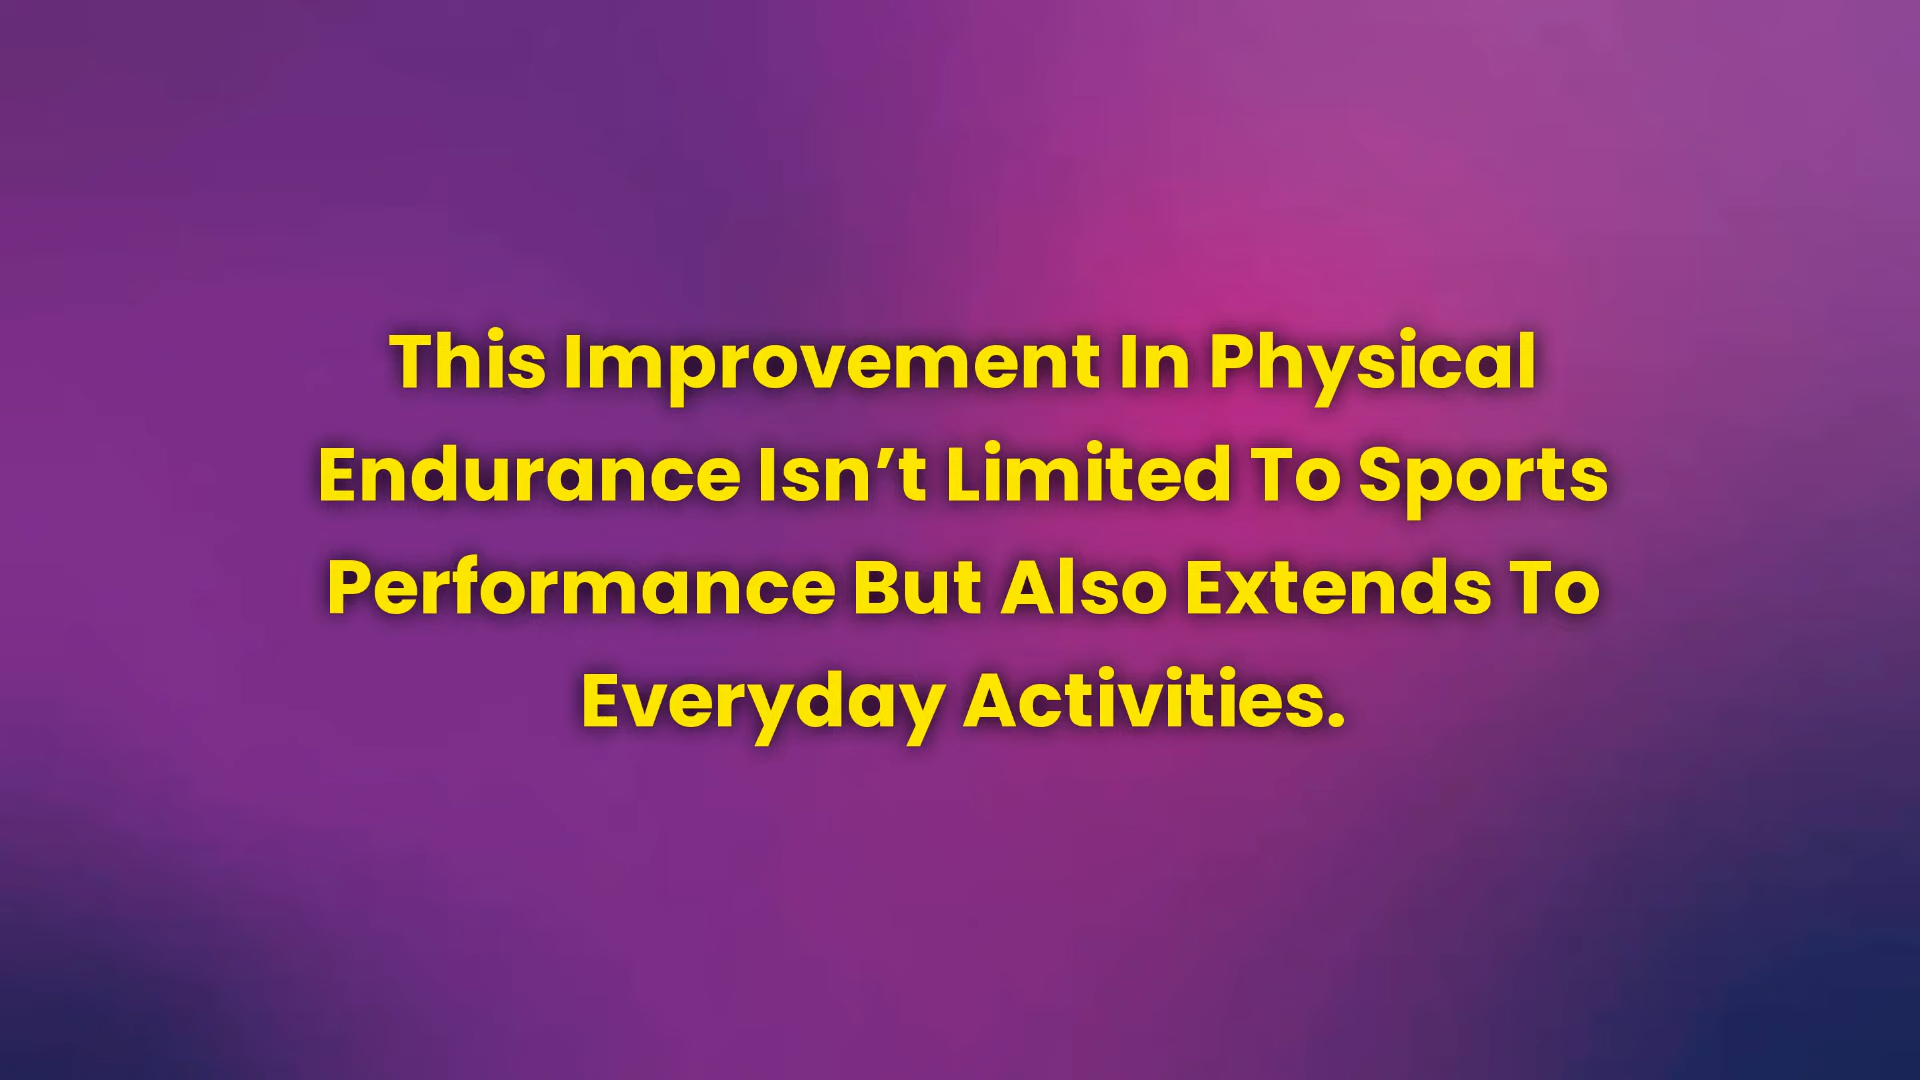 This Improvement In Physical
Endurance Isn’t Limited To Sports
Performance But Also Extends To
Everyday Activities.